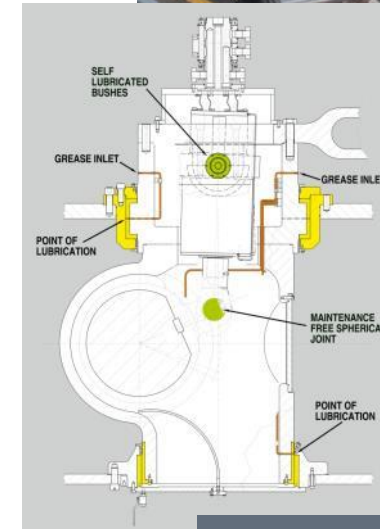 SELF
LUBRICATED
BUSHES
GREASE INLET
GREASE INLE
POINT OF
LUBRICATION
MAINTENANCE
FREE SPHERICA
JOINT
POINT OF
LUBRICATION